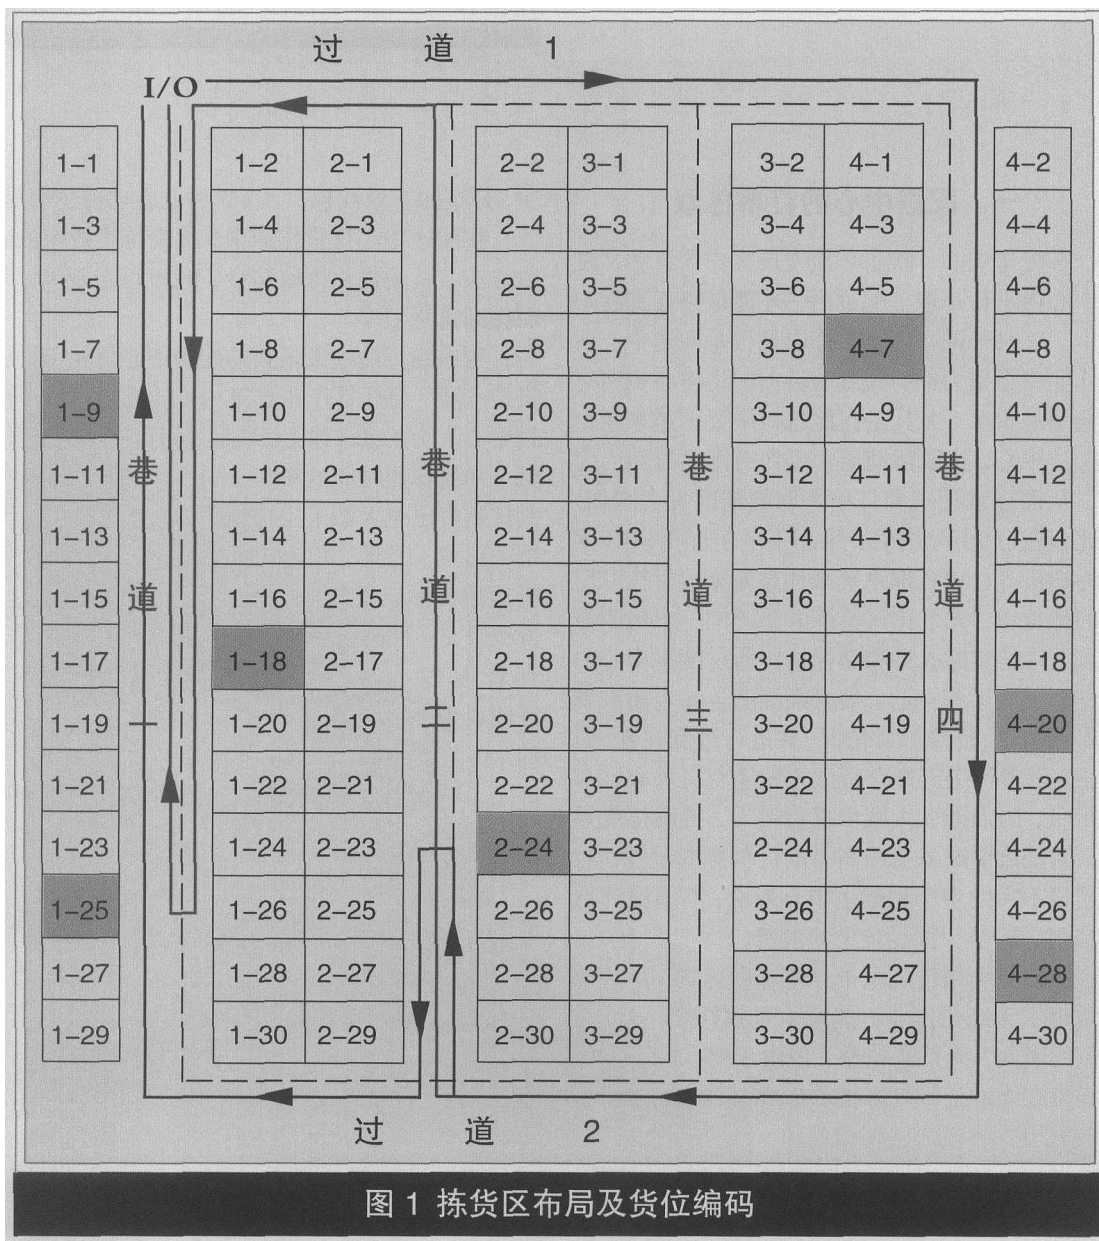 过 道 1
I/O
1–1 1–2 2–1 2–2 3–1 3–2 4–1 4–2
1–3 1–4 2–3 2–4 3–3 3–4 4–3 4–4
1–5 1–6 2–5 2–6 3–5 3–6 4–5 4–6
1–7 1–8 2–7 2–8 3–7 3–8 4–7 4–8
1–9 1–10 2–9 2–10 3–9 3–10 4–9 4–10
巷 巷 巷 巷
1–11 1–12 2–11 2–12 3–11 3–12 4–11 4–12
1–13 1–14 2–13 2–14 3–13 3–14 4–13 4–14
1–15 道 1–16 2–15 道 2–16 3–15 道 3–16 4–15 道 4–16
1–17 1–18 2–17 2–18 3–17 3–18 4–17 4–18
1–19 一 1–20 2–19 二 2–20 3–19 三 3–20 4–19 四 4–20
1–21 1–22 2–21 2–22 3–21 3–22 4–21 4–22
1–23 1–24 2–23 2–24 3–23 2–24 4–23 4–24
1–25 1–26 2–25 2–26 3–25 3–26 4–25 4–26
1–27 1–28 2–27 2–28 3–27 3–28 4–27 4–28
1–29 1–30 2–29 2–30 3–29 3–30 4–29 4–30
过 道 2
图 1 拣货区布局及货位编码